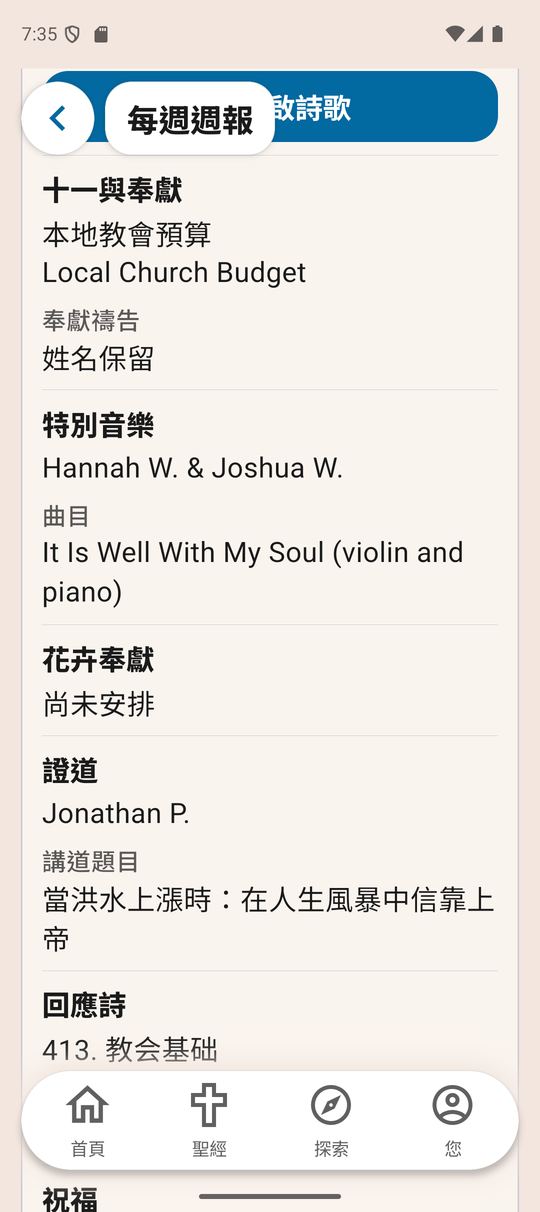 7:35
啟詩歌
每週週報
十一與奉獻
本地教會預算
Local Church Budget
奉獻禱告
姓名保留
特別音樂
Hannah W. & Joshua W.
曲目
It Is Well With My Soul (violin and
piano)
花卉奉獻
尚未安排
證道
Jonathan P.
講道題目
當洪水上漲時：在人生風暴中信靠上
帝
回應詩
413. 教会基础
首頁
聖經
探索
您
祝福